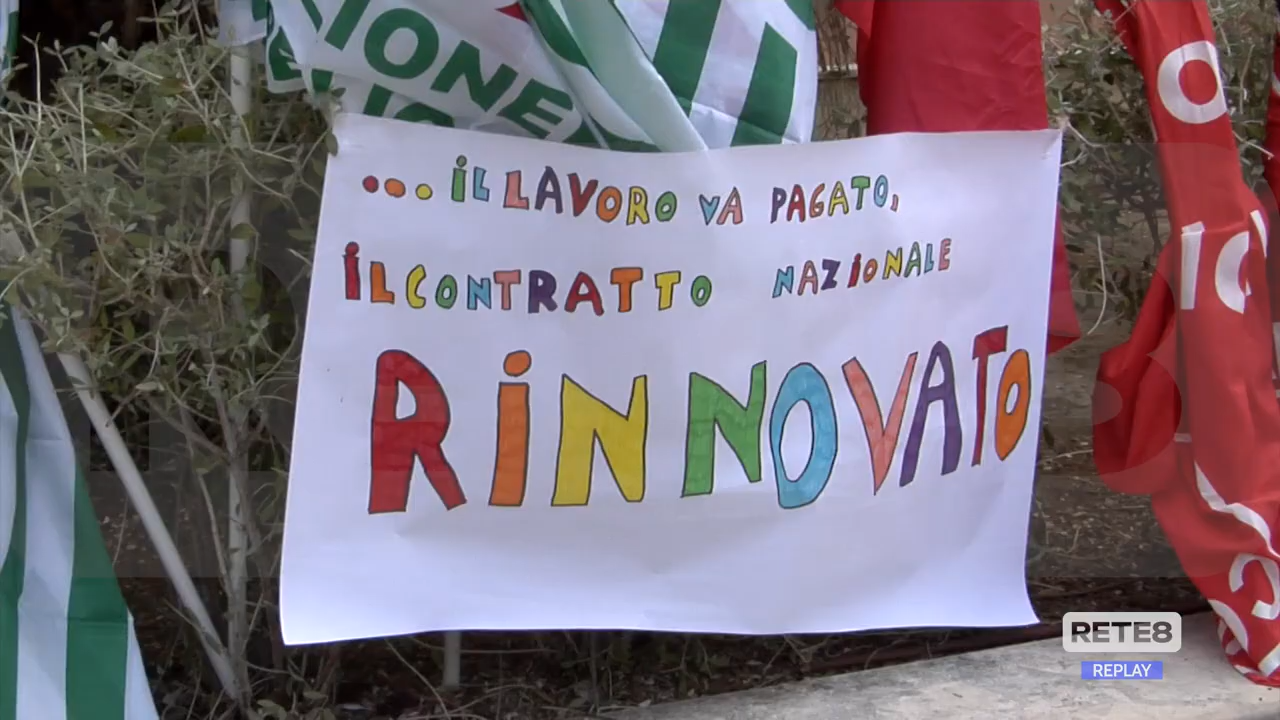 IONE
... iL LAVORO VA PAGATO,
iL CONTRATTO NAZiONALE
RiNNOVATO
RETE8
REPLAY